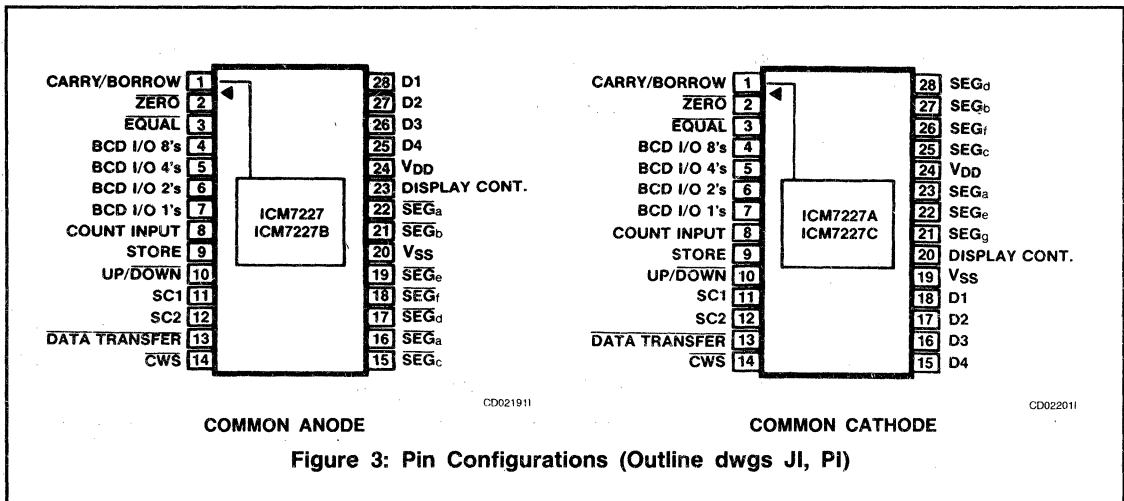 CARRY/BORROW 1
ZERO 2
EQUAL 3
BCD I/O 8's 4
BCD I/O 4's 5
BCD I/O 2's 6
BCD I/O 1's 7
COUNT INPUT 8
STORE 9
UP/DOWN 10
SC1 11
SC2 12
DATA TRANSFER 13
CWS 14
ICM7227
ICM7227B
28 D1
27 D2
26 D3
25 D4
24 VDD
23 DISPLAY CONT.
22 SEGa
21 SEGb
20 VSS
19 SEGe
18 SEGf
17 SEGd
16 SEGa
15 SEGc
CD02191I
COMMON ANODE
CARRY/BORROW 1
ZERO 2
EQUAL 3
BCD I/O 8's 4
BCD I/O 4's 5
BCD I/O 2's 6
BCD I/O 1's 7
COUNT INPUT 8
STORE 9
UP/DOWN 10
SC1 11
SC2 12
DATA TRANSFER 13
CWS 14
ICM7227A
ICM7227C
28 SEGd
27 SEGb
26 SEGf
25 SEGc
24 VDD
23 SEGa
22 SEGe
21 SEGg
20 DISPLAY CONT.
19 VSS
18 D1
17 D2
16 D3
15 D4
CD02201I
COMMON CATHODE
Figure 3: Pin Configurations (Outline dwgs JI, PI)